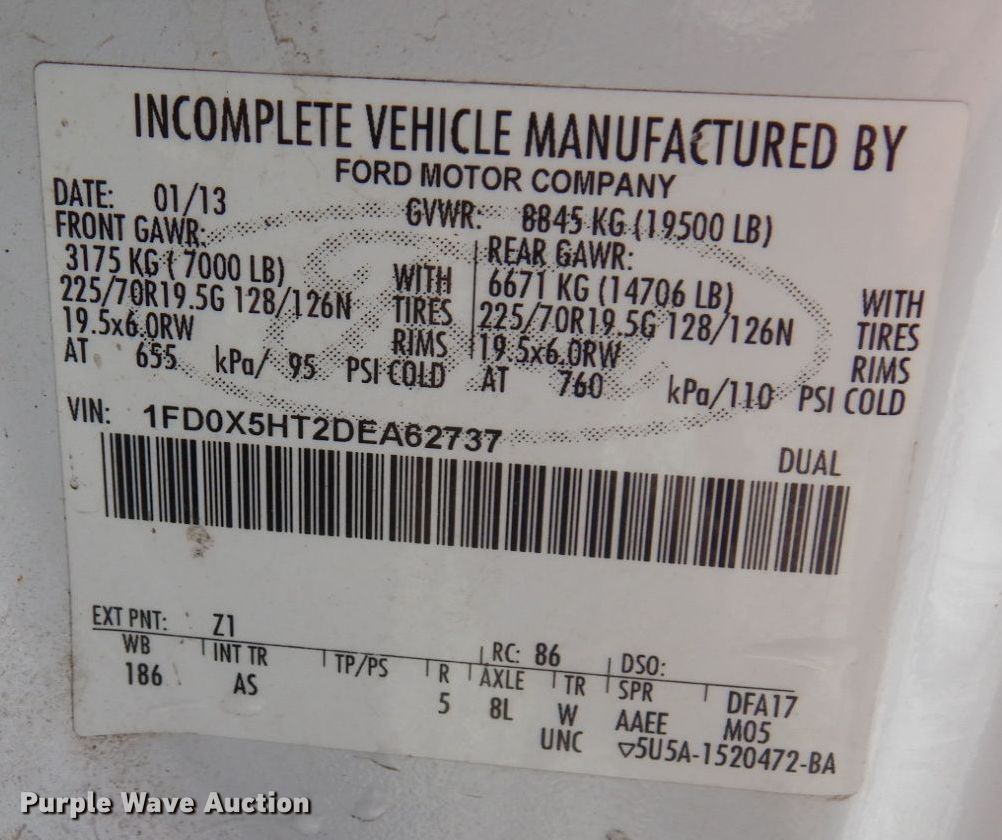 INCOMPLETE VEHICLE MANUFACTURED BY
FORD MOTOR COMPANY
DATE: 01/13 GVWR: 8845 KG (19500 LB)
FRONT GAWR: REAR GAWR:
3175 KG ( 7000 LB) WITH 6671 KG (14706 LB) WITH
225/70R19.5G 128/126N TIRES 225/70R19.5G 128/126N TIRES
19.5x6.0RW RIMS 19.5x6.0RW RIMS
AT 655 kPa/ 95 PSI COLD AT 760 kPa/110 PSI COLD
VIN: 1FD0X5HT2DEA62737
DUAL
EXT PNT: Z1 RC: 86 DSO:
WB INT TR TP/PS R AXLE TR SPR DFA17
186 AS 5 8L W AAEE M05
UNC ▽5U5A-1520472-BA
Purple Wave Auction